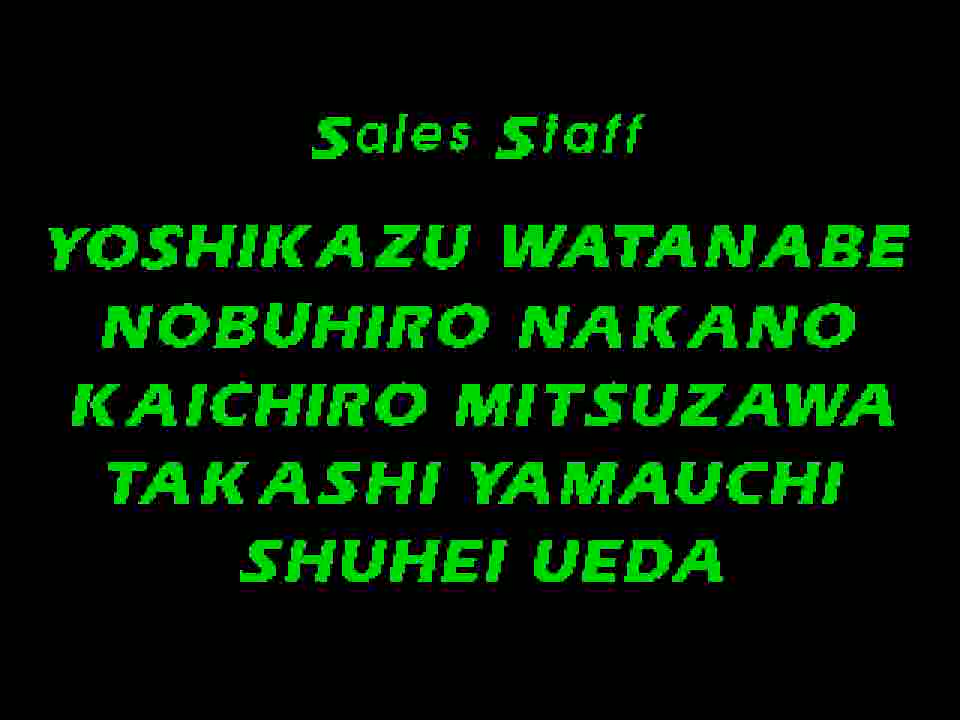 Sales Staff
YOSHIKAZU WATANABE
NOBUHIRO NAKANO
KAICHIRO MITSUZAWA
TAKASHI YAMAUCHI
SHUHEI UEDA